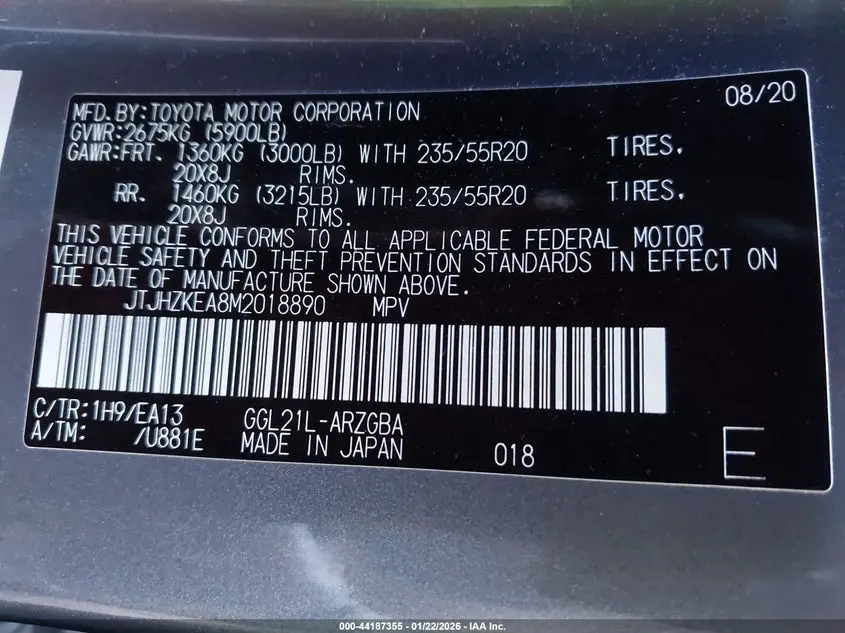 08/20
MFD.BY:TOYOTA MOTOR CORPORATION
GVWR:2675KG (5900LB)
GAWR:FRT. 1360KG (3000LB) WITH 235/55R20 TIRES.
20X8J RIMS.
RR. 1460KG (3215LB) WITH 235/55R20 TIRES.
20X8J RIMS.
THIS VEHICLE CONFORMS TO ALL APPLICABLE FEDERAL MOTOR
VEHICLE SAFETY AND THEFT PREVENTION STANDARDS IN EFFECT ON
THE DATE OF MANUFACTURE SHOWN ABOVE.
JTJHZKEA8M2018890 MPV
C/TR:1H9/EA13 GGL21L-ARZGBA
A/TM: /U881E MADE IN JAPAN 018 E
000-44187355 - 01/22/2026 - IAA Inc.